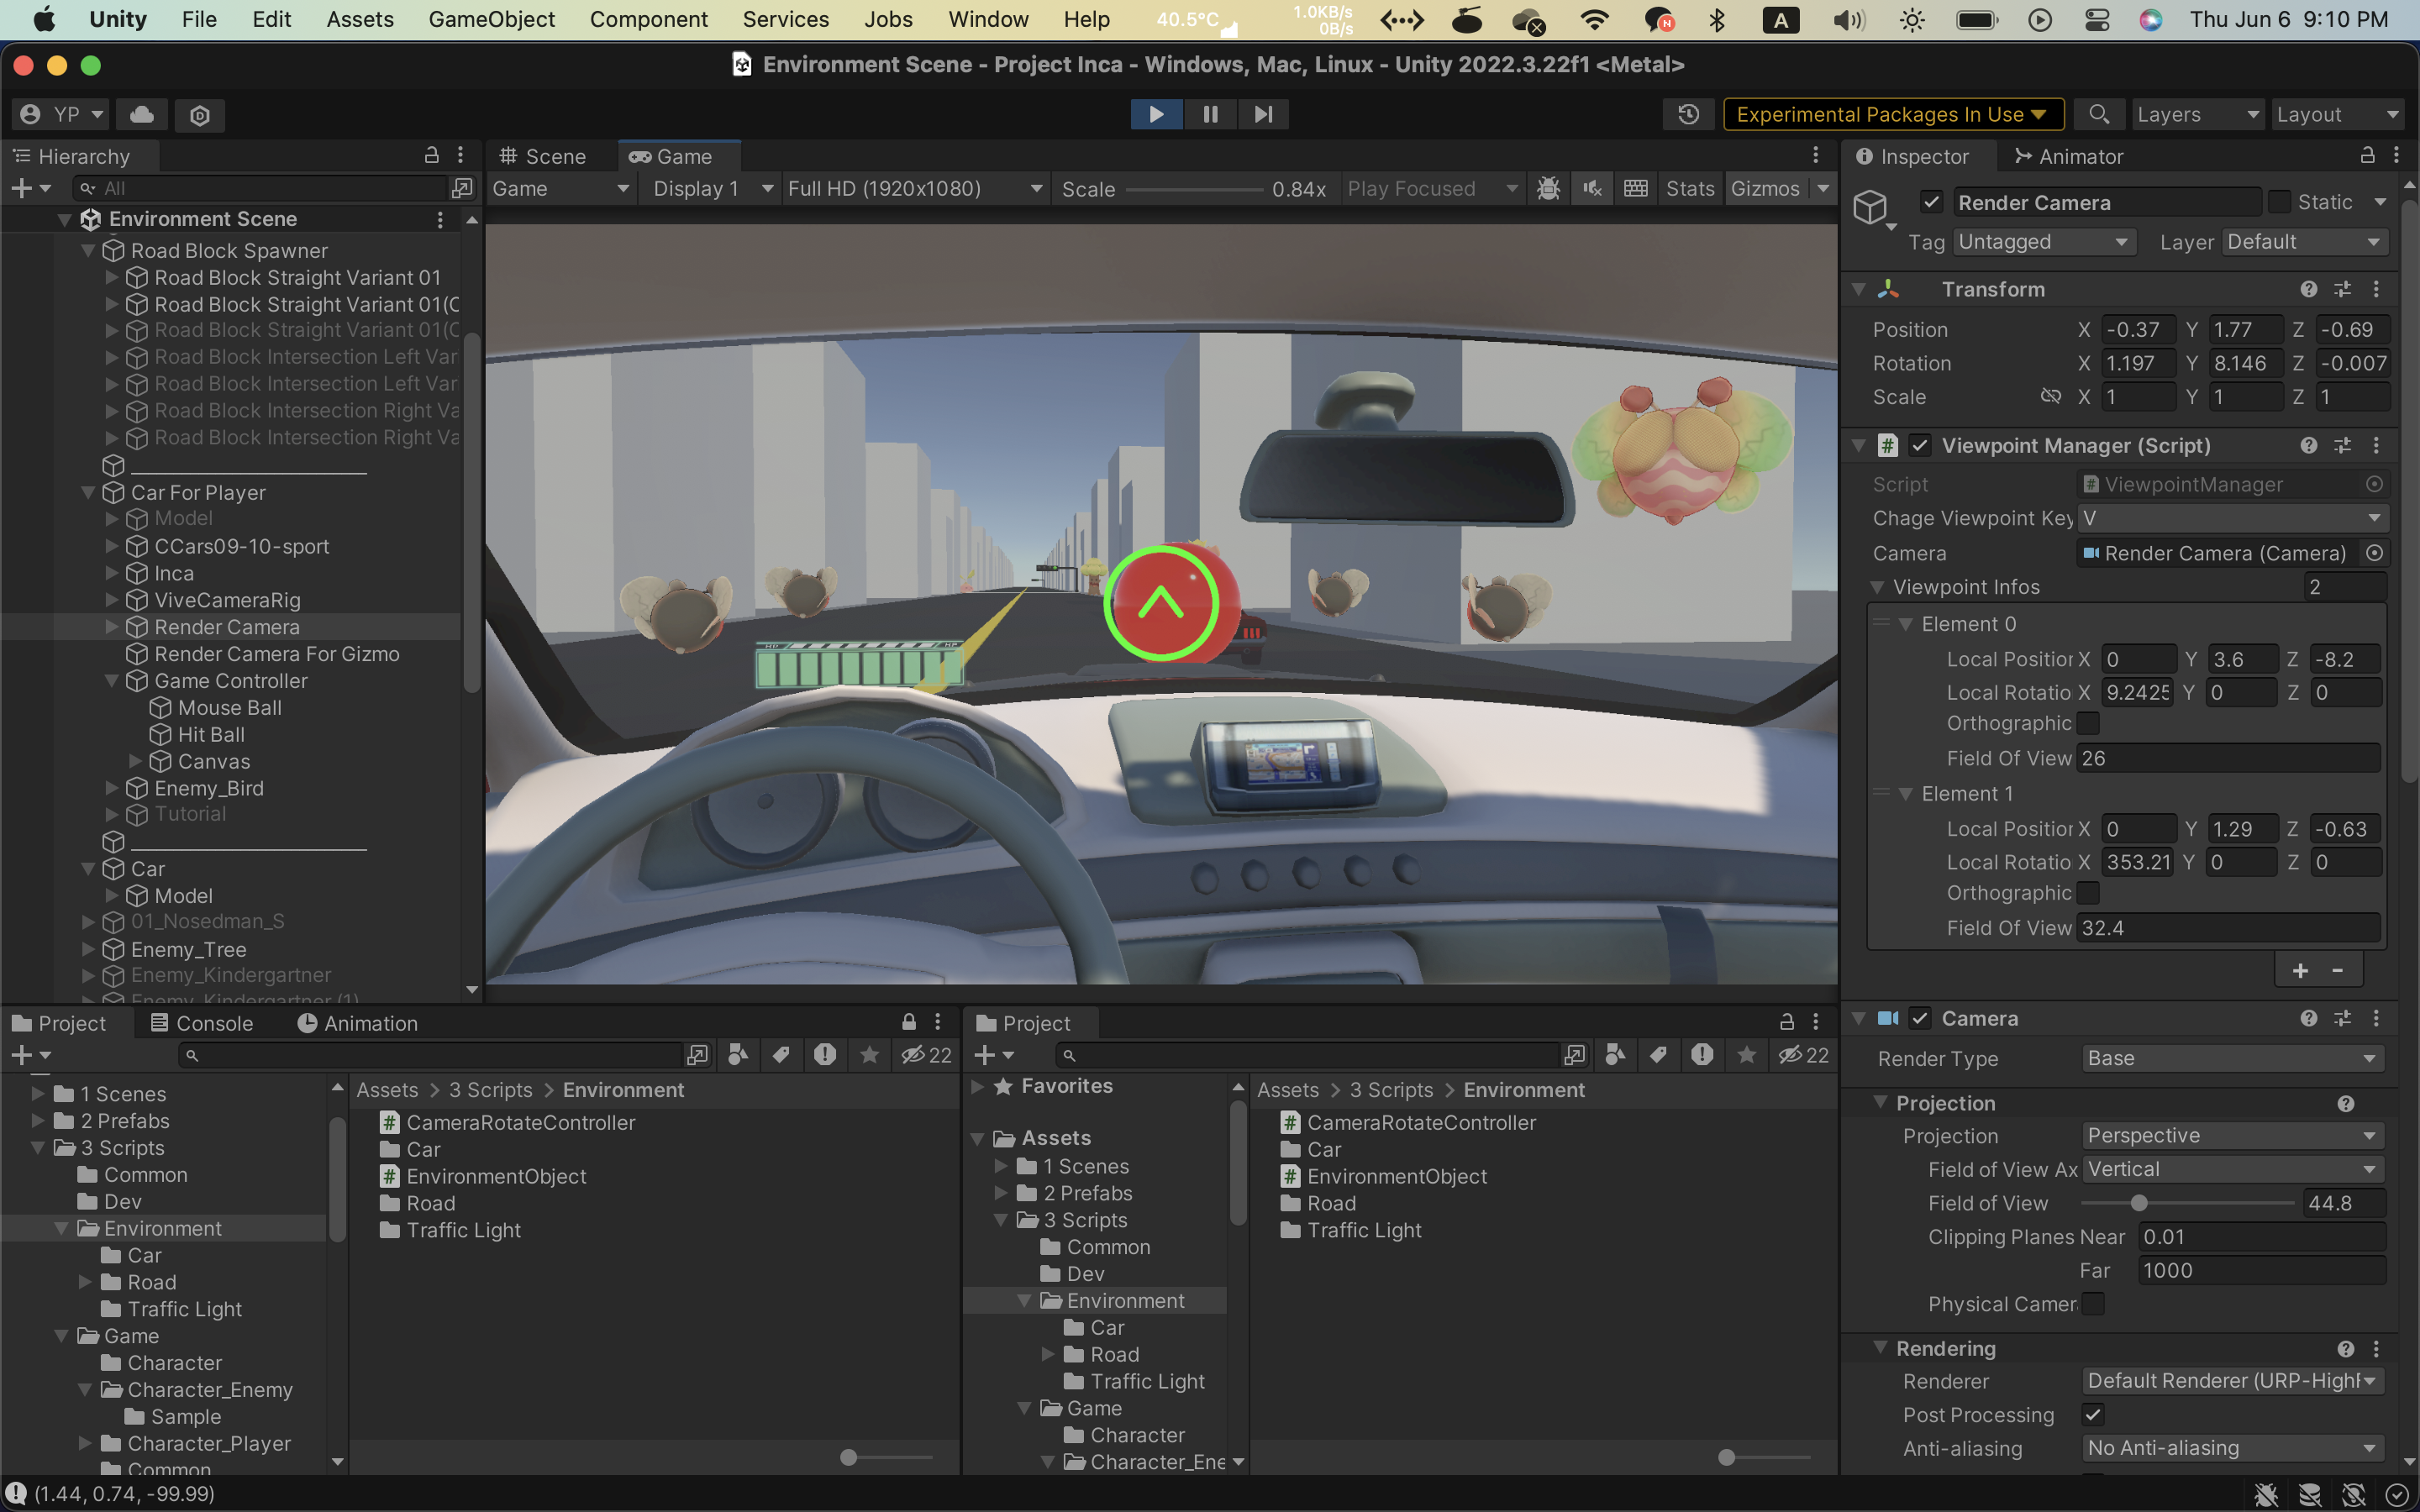 Unity File Edit Assets GameObject Component Services Jobs Window Help 40.5°C 1.0KB/s 0B/s A Thu Jun 6 9:10 PM
Environment Scene - Project Inca - Windows, Mac, Linux - Unity 2022.3.22f1 <Metal>
YP Experimental Packages In Use Layers Layout
Hierarchy
All
Environment Scene
Road Block Spawner
Road Block Straight Variant 01
Road Block Straight Variant 01(C
Road Block Straight Variant 01(C
Road Block Intersection Left Var
Road Block Intersection Left Var
Road Block Intersection Right Va
Road Block Intersection Right Va
Car For Player
Model
CCars09-10-sport
Inca
ViveCameraRig
Render Camera
Render Camera For Gizmo
Game Controller
Mouse Ball
Hit Ball
Canvas
Enemy_Bird
Tutorial
Car
Model
01_Nosedman_S
Enemy_Tree
Enemy_Kindergartner
Enemy_Kindergartner (1)
Scene Game
Game Display 1 Full HD (1920x1080) Scale 0.84x Play Focused Stats Gizmos
Inspector Animator
Render Camera Static
Tag Untagged Layer Default
Transform
Position X -0.37 Y 1.77 Z -0.69
Rotation X 1.197 Y 8.146 Z -0.007
Scale X 1 Y 1 Z 1
Viewpoint Manager (Script)
Script ViewpointManager
Chage Viewpoint Key V
Camera Render Camera (Camera)
Viewpoint Infos 2
Element 0
Local Position X 0 Y 3.6 Z -8.2
Local Rotatio X 9.2425 Y 0 Z 0
Orthographic
Field Of View 26
Element 1
Local Position X 0 Y 1.29 Z -0.63
Local Rotatio X 353.21 Y 0 Z 0
Orthographic
Field Of View 32.4
Camera
Render Type Base
Projection
Projection Perspective
Field of View Ax Vertical
Field of View 44.8
Clipping Planes Near 0.01
Far 1000
Physical Camer
Rendering
Renderer Default Renderer (URP-HighF
Post Processing
Anti-aliasing No Anti-aliasing
Project Console Animation
22
1 Scenes
2 Prefabs
3 Scripts
Common
Dev
Environment
Car
Road
Traffic Light
Game
Character
Character_Enemy
Sample
Character_Player
Common
Assets > 3 Scripts > Environment
CameraRotateController
Car
EnvironmentObject
Road
Traffic Light
Project
22
Favorites
Assets
1 Scenes
2 Prefabs
3 Scripts
Common
Dev
Environment
Car
Road
Traffic Light
Game
Character
Character_Ene
Assets > 3 Scripts > Environment
CameraRotateController
Car
EnvironmentObject
Road
Traffic Light
(1.44, 0.74, -99.99)